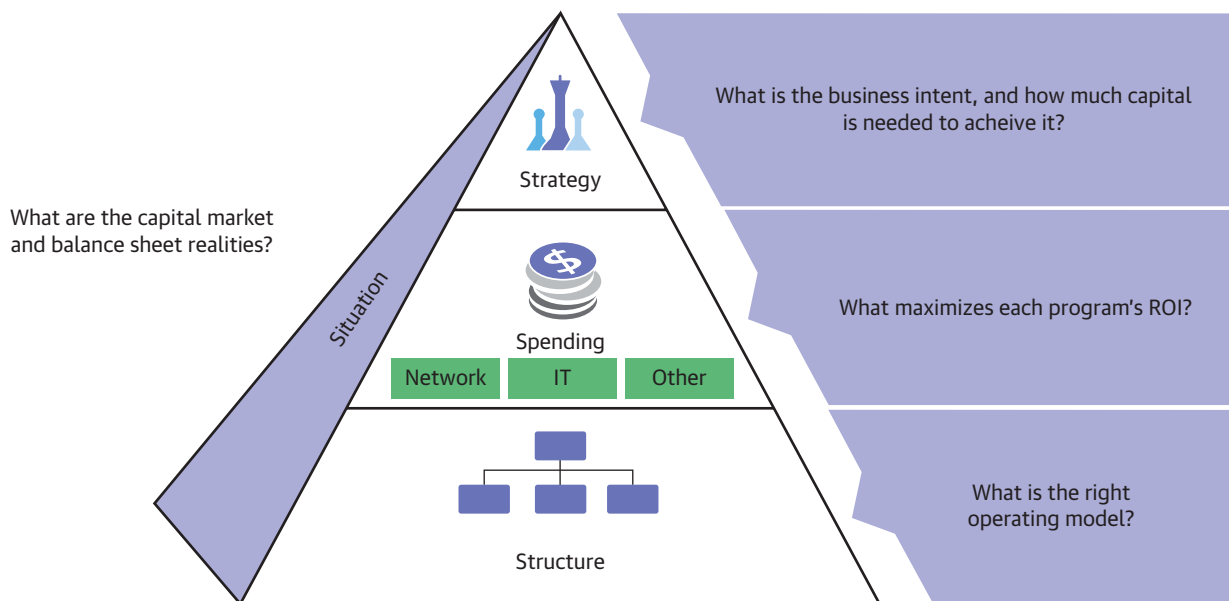 What are the capital market
and balance sheet realities?
Situation
$
Strategy
What is the business intent, and how much capital
is needed to acheive it?
Spending
Network
IT
Other
What maximizes each program's ROI?
Structure
What is the right
operating model?